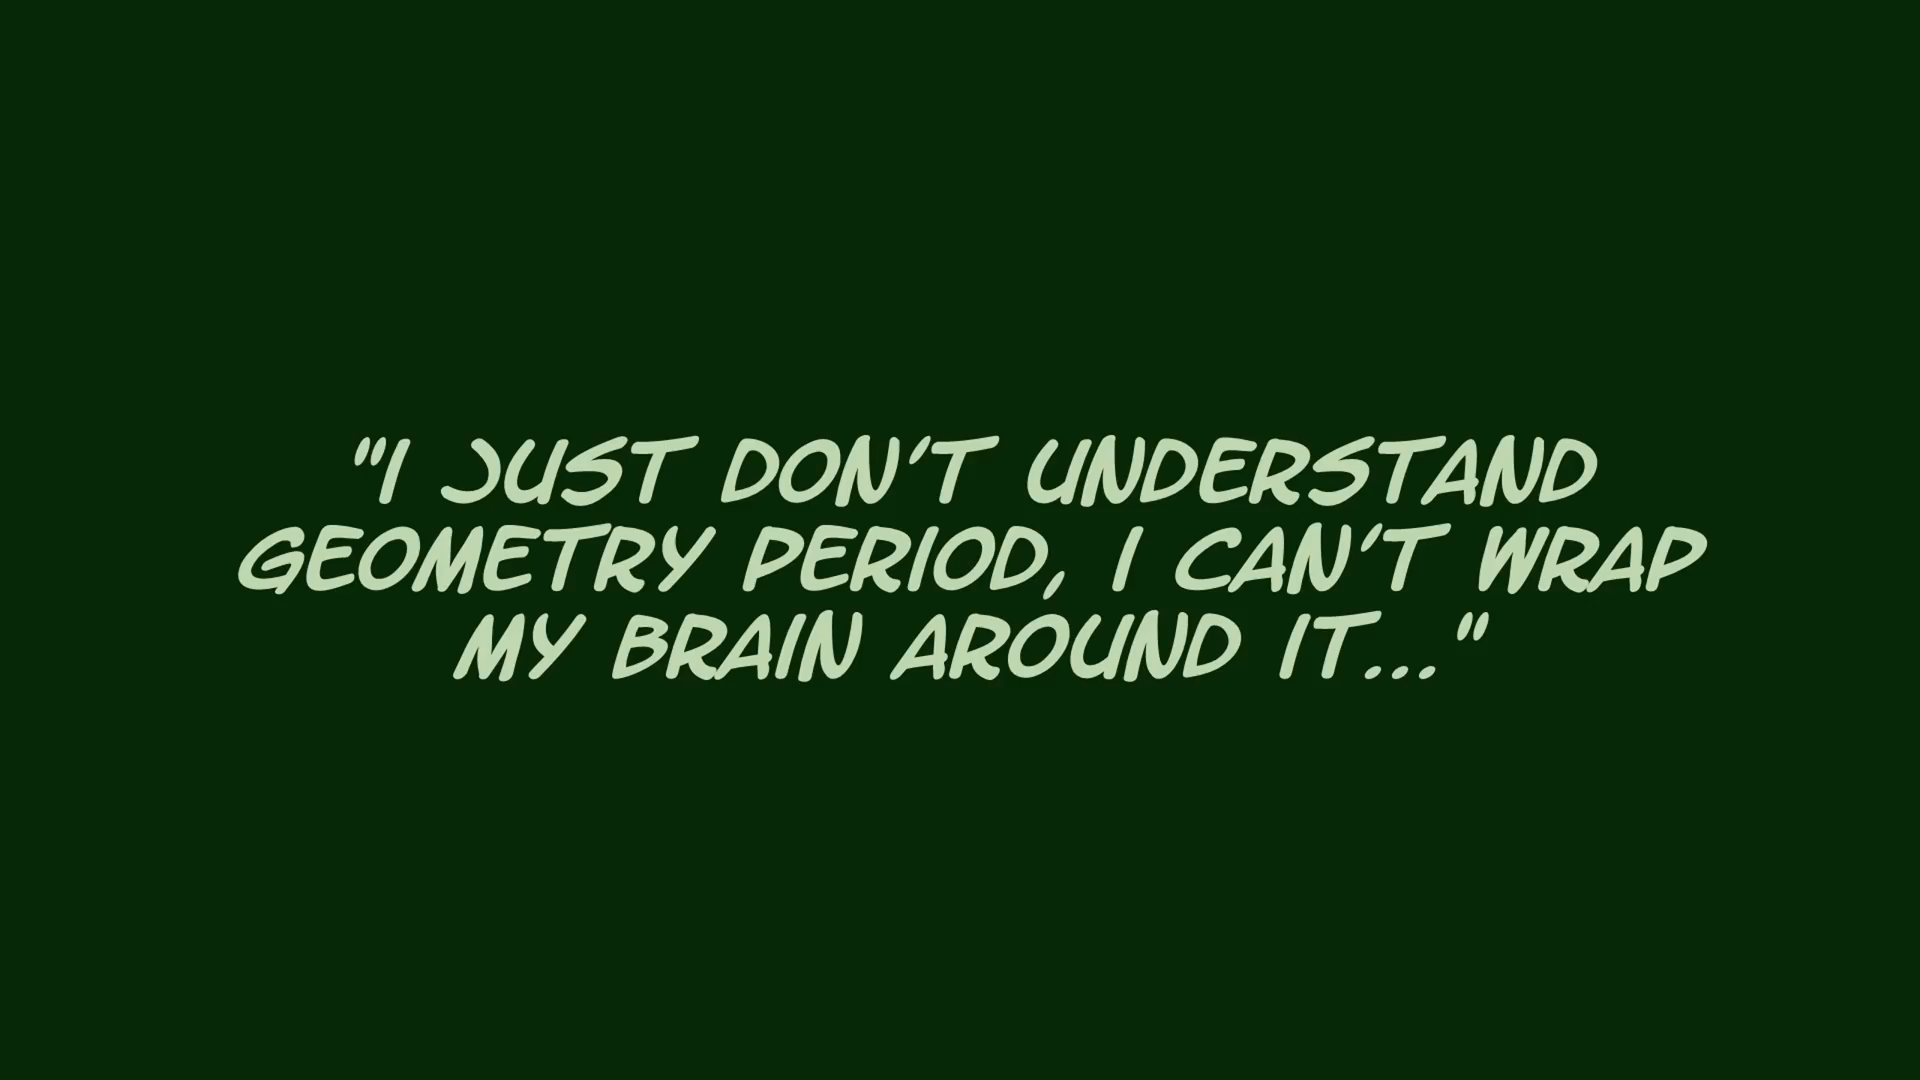 "I JUST DON'T UNDERSTAND
GEOMETRY PERIOD, I CAN'T WRAP
MY BRAIN AROUND IT..."